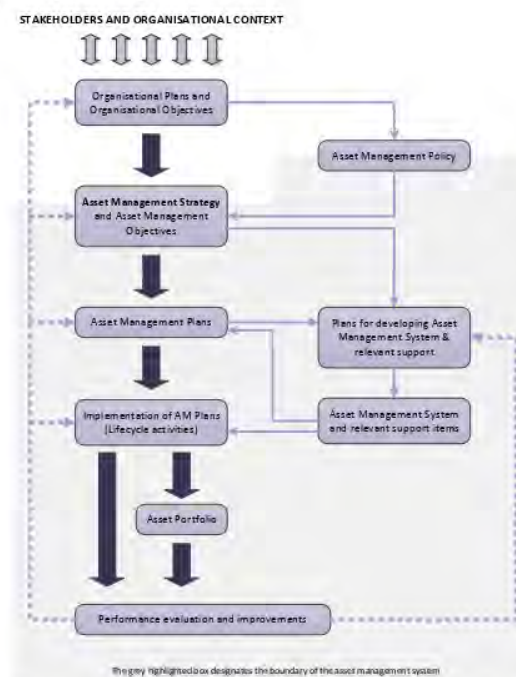 STAKEHOLDERS AND ORGANISATIONAL CONTEXT
Organisational Plans and
Organisational Objectives
Asset Management Policy
Asset Management Strategy
and Asset Management
Objectives
Asset Management Plans
Plans for developing Asset
Management System &
relevant support
Implementation of AM Plans
(Lifecycle activities)
Asset Management System
and relevant support items
Asset Portfolio
Performance evaluation and improvements
The grey highlighted box designates the boundary of the asset management system